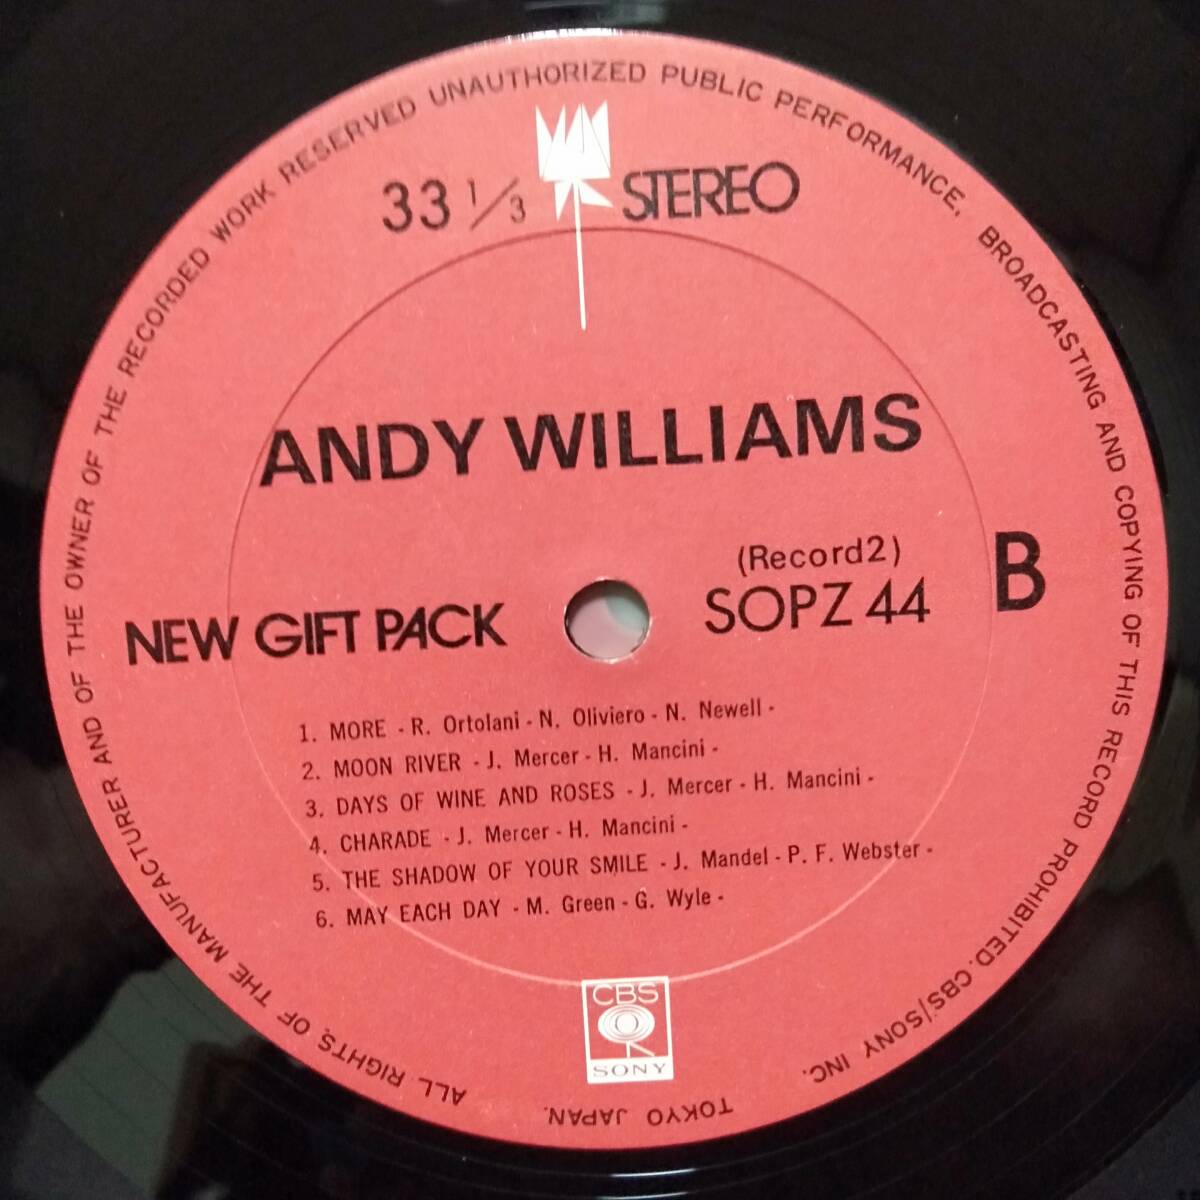 ALL RIGHTS, OF THE MANUFACTURER AND OF THE OWNER OF THE RECORDED WORK RESERVED UNAUTHORIZED PUBLIC PERFORMANCE, BROADCASTING AND COPYING OF THIS RECORD PROHIBITED. CBS/SONY INC.
TOKYO JAPAN.
33 1/3 STEREO
ANDY WILLIAMS
(Record2)
NEW GIFT PACK SOPZ 44 B
1. MORE - R. Ortolani - N. Oliviero - N. Newell -
2. MOON RIVER - J. Mercer - H. Mancini -
3. DAYS OF WINE AND ROSES - J. Mercer - H. Mancini -
4. CHARADE - J. Mercer - H. Mancini -
5. THE SHADOW OF YOUR SMILE - J. Mandel - P. F. Webster -
6. MAY EACH DAY - M. Green - G. Wyle -
CBS
SONY